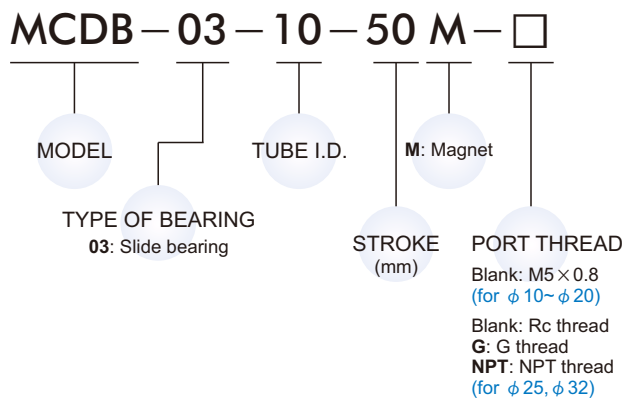 MCDB－03－10－50 M－□
MODEL
TUBE I.D.
M: Magnet
TYPE OF BEARING
03: Slide bearing
STROKE
(mm)
PORT THREAD
Blank: M5×0.8
(for ϕ10~ϕ20)
Blank: Rc thread
G: G thread
NPT: NPT thread
(for ϕ25, ϕ32)